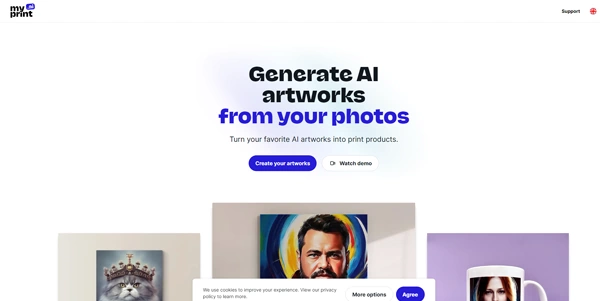 my .ai
print
Support
Generate AI
artworks
from your photos
Turn your favorite AI artworks into print products.
Create your artworks
Watch demo
We use cookies to improve your experience. View our privacy
policy to learn more.
More options
Agree